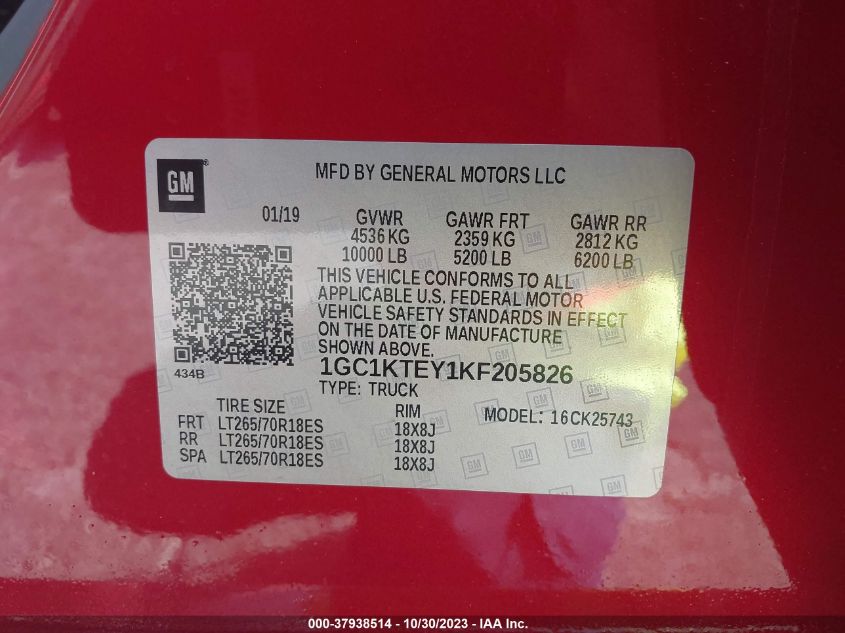 GM®
MFD BY GENERAL MOTORS LLC
01/19 GVWR GAWR FRT GAWR RR
4536 KG 2359 KG 2812 KG
10000 LB 5200 LB 6200 LB
THIS VEHICLE CONFORMS TO ALL
APPLICABLE U.S. FEDERAL MOTOR
VEHICLE SAFETY STANDARDS IN EFFECT
ON THE DATE OF MANUFACTURE
SHOWN ABOVE.
434B
1GC1KTEY1KF205826
TYPE: TRUCK
TIRE SIZE RIM MODEL: 16CK25743
FRT LT265/70R18ES 18X8J
RR LT265/70R18ES 18X8J
SPA LT265/70R18ES 18X8J
000-37938514 - 10/30/2023 - IAA Inc.